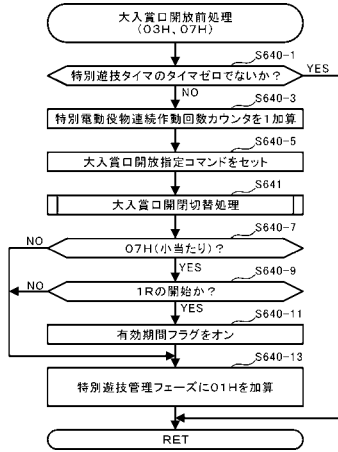 大入賞口開放前処理
(03H、07H)
S640-1
特別遊技タイマのタイマゼロでないか?
YES
NO
S640-3
特別電動役物連続作動回数カウンタを1加算
S640-5
大入賞口開放指定コマンドをセット
S641
大入賞口開閉切替処理
S640-7
NO
07H(小当たり)?
YES
S640-9
NO
1Rの開始か?
YES
S640-11
有効期間フラグをオン
S640-13
特別遊技管理フェーズに01Hを加算
RET